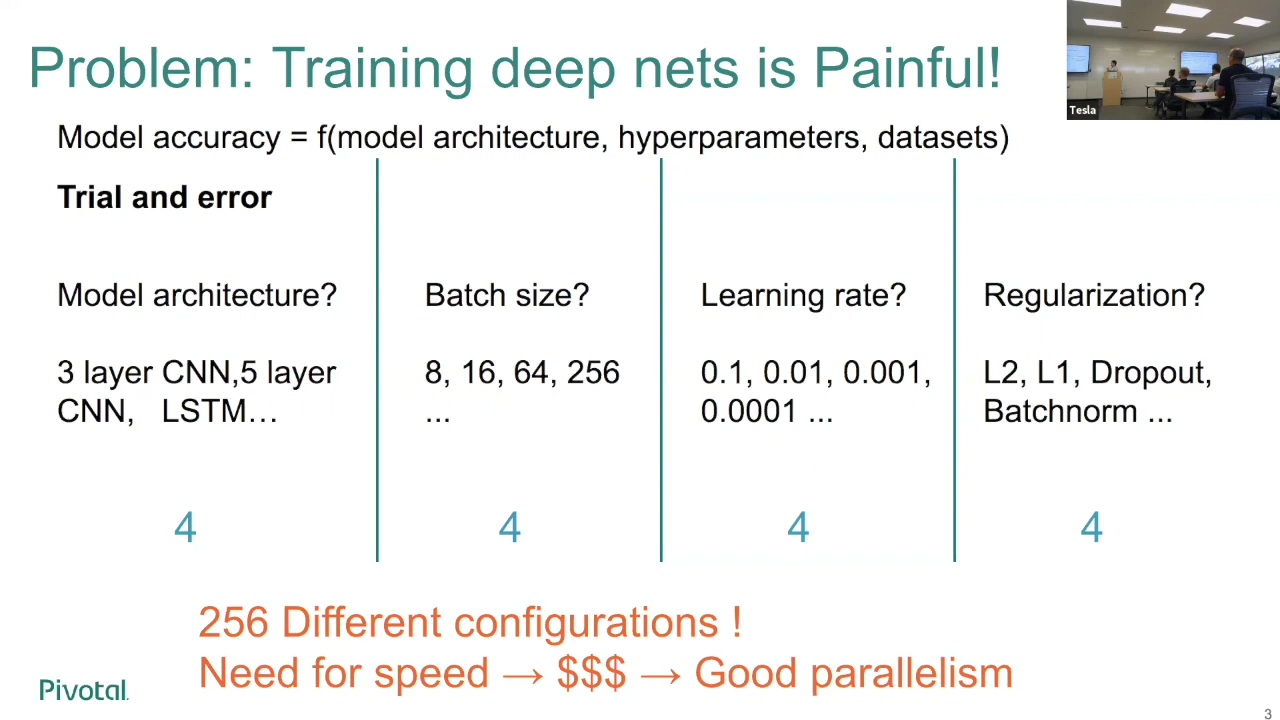 Problem: Training deep nets is Painful!
Tesla
Model accuracy = f(model architecture, hyperparameters, datasets)
Trial and error
Model architecture?
3 layer CNN,5 layer
CNN, LSTM…
4
Batch size?
8, 16, 64, 256
...
4
Learning rate?
0.1, 0.01, 0.001,
0.0001 ...
4
Regularization?
L2, L1, Dropout,
Batchnorm ...
4
256 Different configurations !
Need for speed → $$$ → Good parallelism
Pivotal.
3